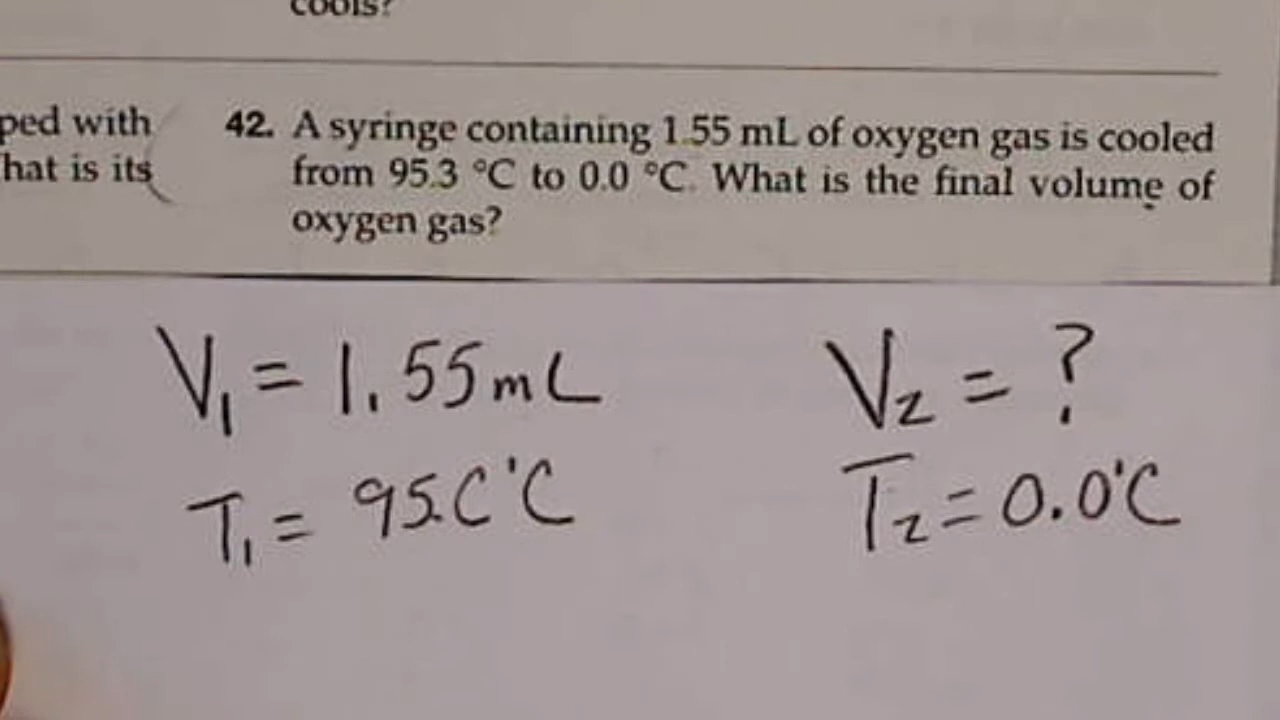 cools?
ped with
hat is its
42. A syringe containing 1.55 mL of oxygen gas is cooled
from 95.3 °C to 0.0 °C. What is the final volume of
oxygen gas?
V₁ = 1.55mL
V₂ = ?
T₁ = 95.C°C
T₂ = 0.0°C